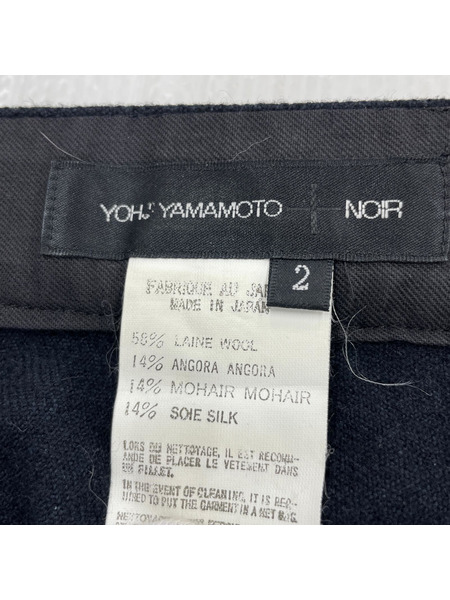 YOHJI YAMAMOTO NOIR
2
FABRIQUE AU
MADE IN JAPAN
58% LAINE WOOL
14% ANGORA ANGORA
14% MOHAIR MOHAIR
14% SOIE SILK
LORS DU NETTOYAGE, IL EST RECOMM-
ANDE DE PLACER LE VETEMENT DANS
UN FILLET.
IN THE EVENT OF CLEANING, IT IS REQ-
UIRED TO PUT THE GARMENT IN A NET BAG.